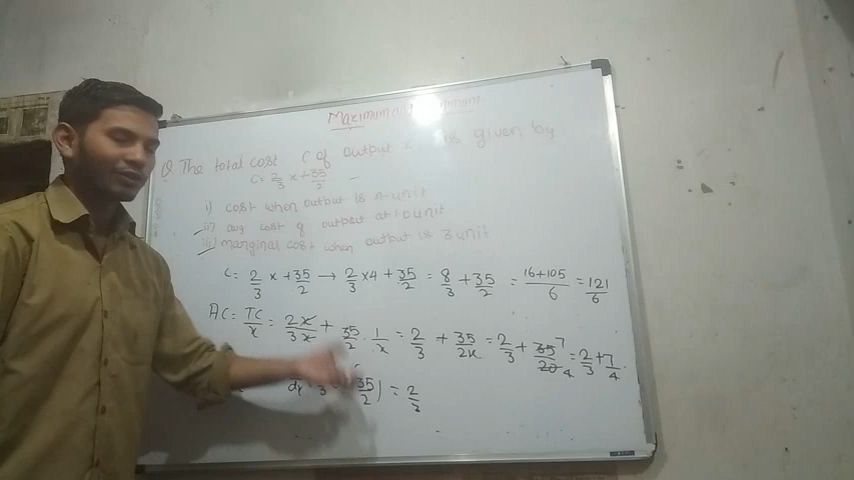 Maximum
Q. The total cost C of output x is given by
C = 2/3 x + 35/2
i) cost when output is 4-unit
ii) avg cost of output at 10 unit
iii) marginal cost when output is 3 unit
C = 2/3 x + 35/2 → 2/3 x 4 + 35/2 = 8/3 + 35/2 = 16+105/6 = 121/6
AC = TC/x = 2x/3x + 35/2 . 1/x = 2/3 + 35/2x = 2/3 + 35 7/20 4 = 2/3 + 7/4.
35/2 ) = 2/3